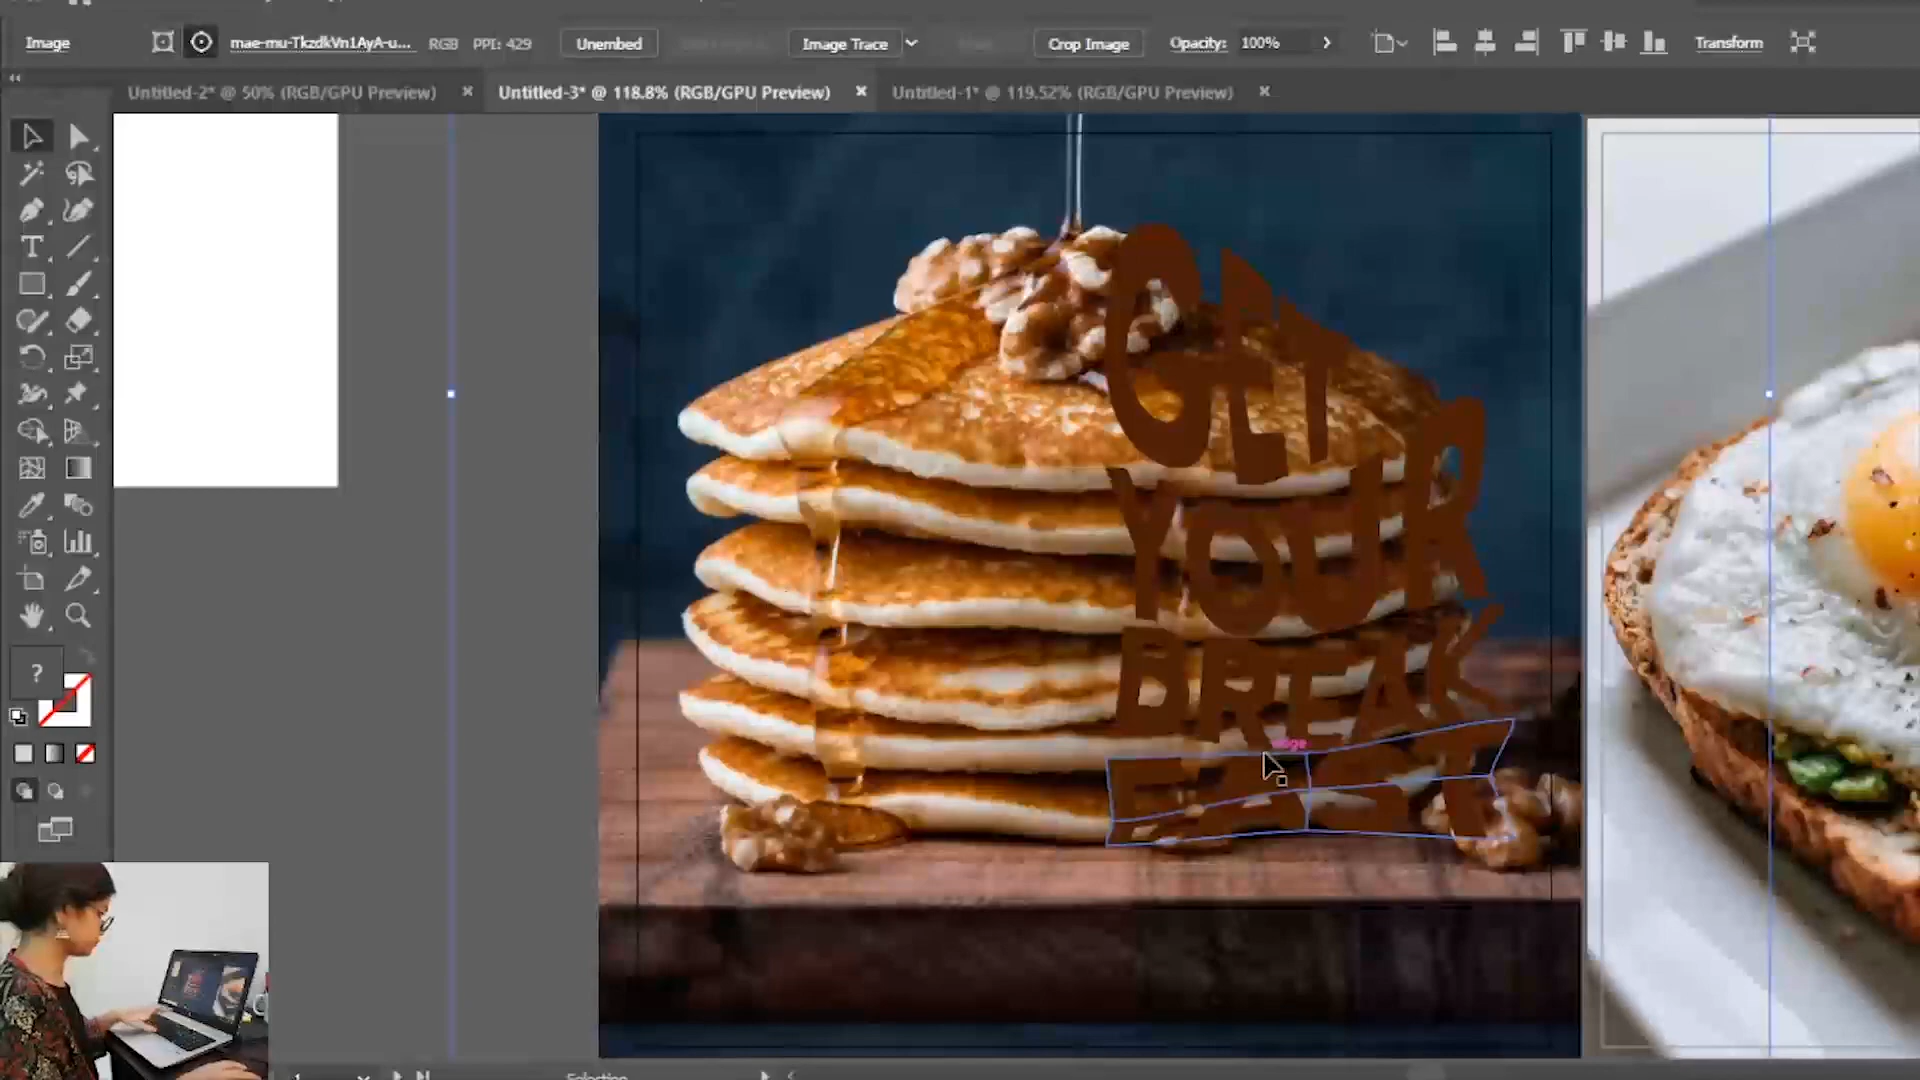 Image mae-mu-TkzdkVn1AyA-u... RGB PPI: 429 Unembed Image Trace Crop Image Opacity: 100% Transform
Untitled-2* @ 50% (RGB/GPU Preview) × Untitled-3* @ 118.8% (RGB/GPU Preview) × Untitled-1* @ 119.52% (RGB/GPU Preview) ×
GET
YOUR
BREAK
FAST
?
1 Selection